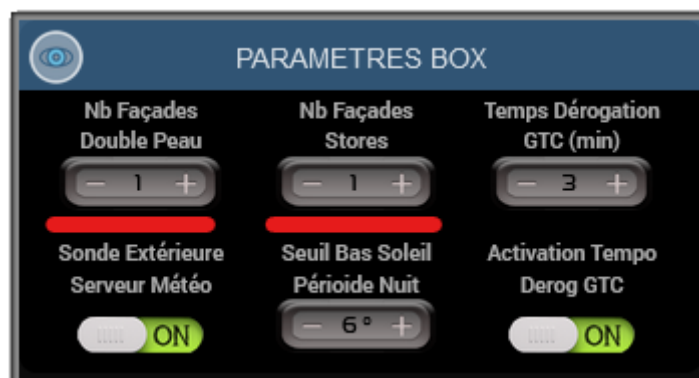 PARAMETRES BOX
Nb Façades
Double Peau
Nb Façades
Stores
Temps Dérogation
GTC (min)
− 1 +
− 1 +
− 3 +
Sonde Extérieure
Serveur Météo
Seuil Bas Soleil
Périoide Nuit
Activation Tempo
Derog GTC
ON
− 6° +
ON